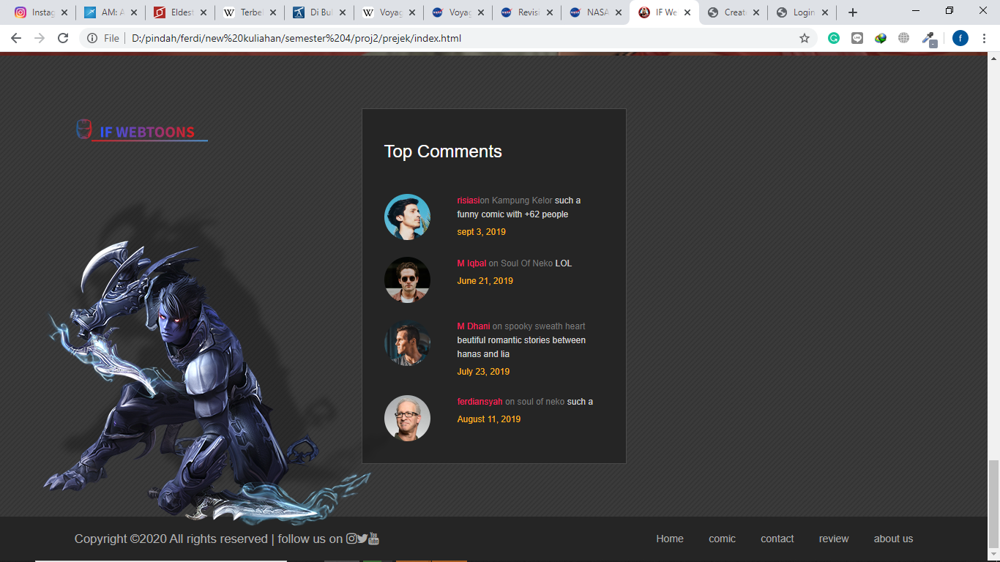 Instag
AM: A
Eldest
Terbel
Di Bul
Voyag
Voyag
Revisi
NASA
IF We
Create
Login
File
D:/pindah/ferdi/new%20kuliahan/semester%204/proj2/prejek/index.html
f
IF WEBTOONS
Top Comments
risiasion Kampung Kelor such a
funny comic with +62 people
sept 3, 2019
M Iqbal on Soul Of Neko LOL
June 21, 2019
M Dhani on spooky sweath heart
beutiful romantic stories between
hanas and lia
July 23, 2019
ferdiansyah on soul of neko such a
August 11, 2019
Copyright ©2020 All rights reserved | follow us on
Home comic contact review about us